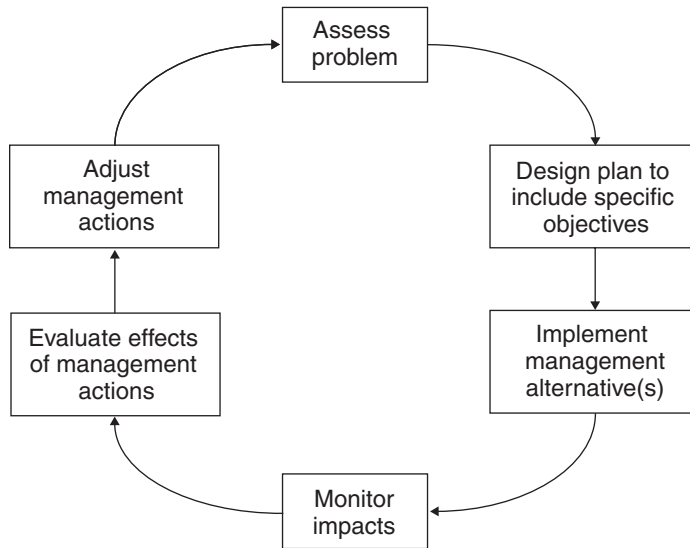 Assess
problem
Design plan to
include specific
objectives
Implement
management
alternative(s)
Monitor
impacts
Evaluate effects
of management
actions
Adjust
management
actions